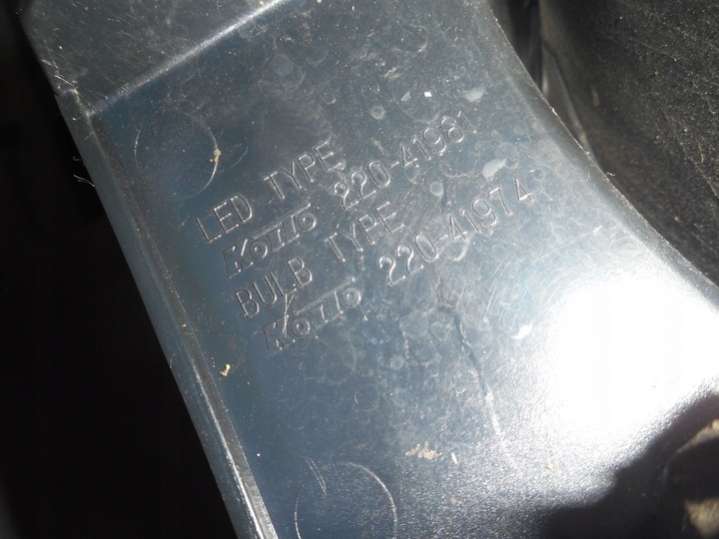 LED TYPE
KOITO 220-41981
BULB TYPE
KOITO 220-41974